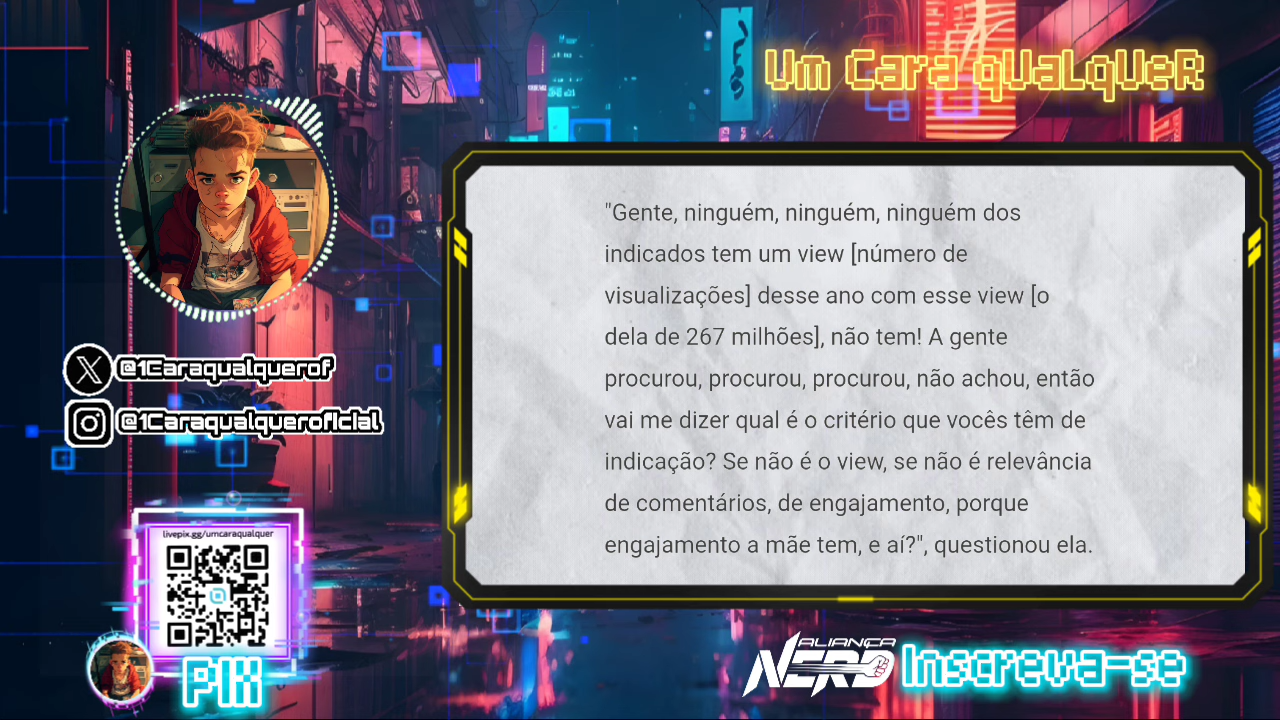 Um Cara qUaLqUeR
"Gente, ninguém, ninguém, ninguém dos
indicados tem um view [número de
visualizações] desse ano com esse view [o
dela de 267 milhões], não tem! A gente
procurou, procurou, procurou, não achou, então
vai me dizer qual é o critério que vocês têm de
indicação? Se não é o view, se não é relevância
de comentários, de engajamento, porque
engajamento a mãe tem, e aí?", questionou ela.
@1Caraqualquerof
@1Caraqualqueroficial
livepix.gg/umcaraqualquer
PIX
ALIANÇA
NERD
Inscreva-se